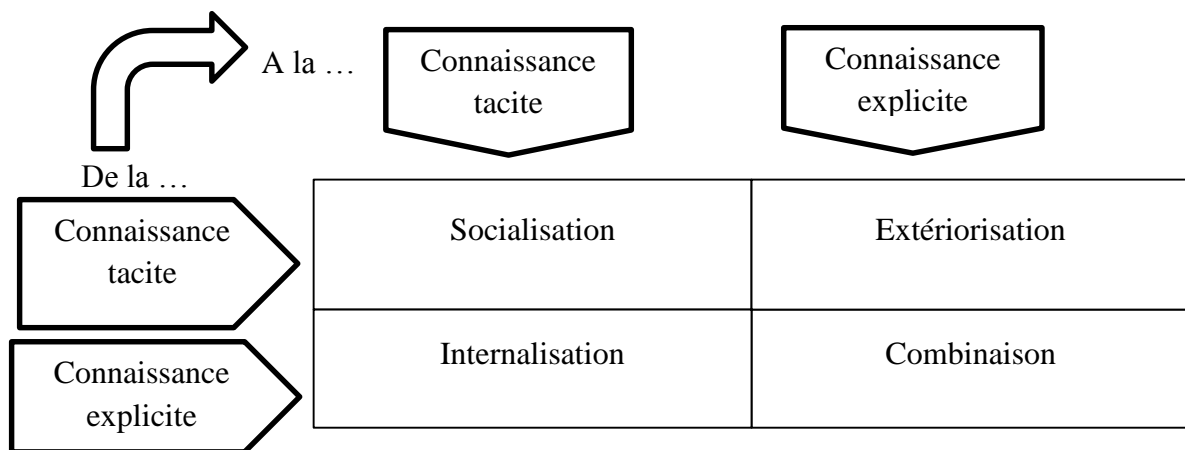 A la …
Connaissance
tacite
Connaissance
explicite
De la …
Connaissance
tacite
Socialisation
Extériorisation
Connaissance
explicite
Internalisation
Combinaison